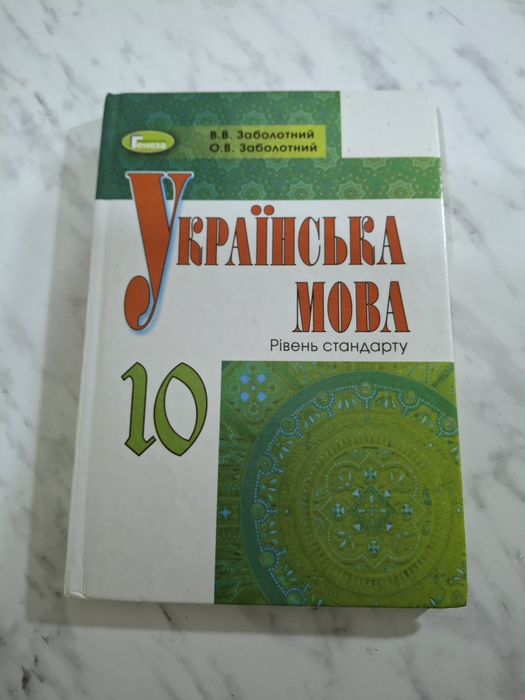 Генеза
В.В. Заболотний
О.В. Заболотний
УКРАЇНСЬКА
МОВА
Рівень стандарту
10